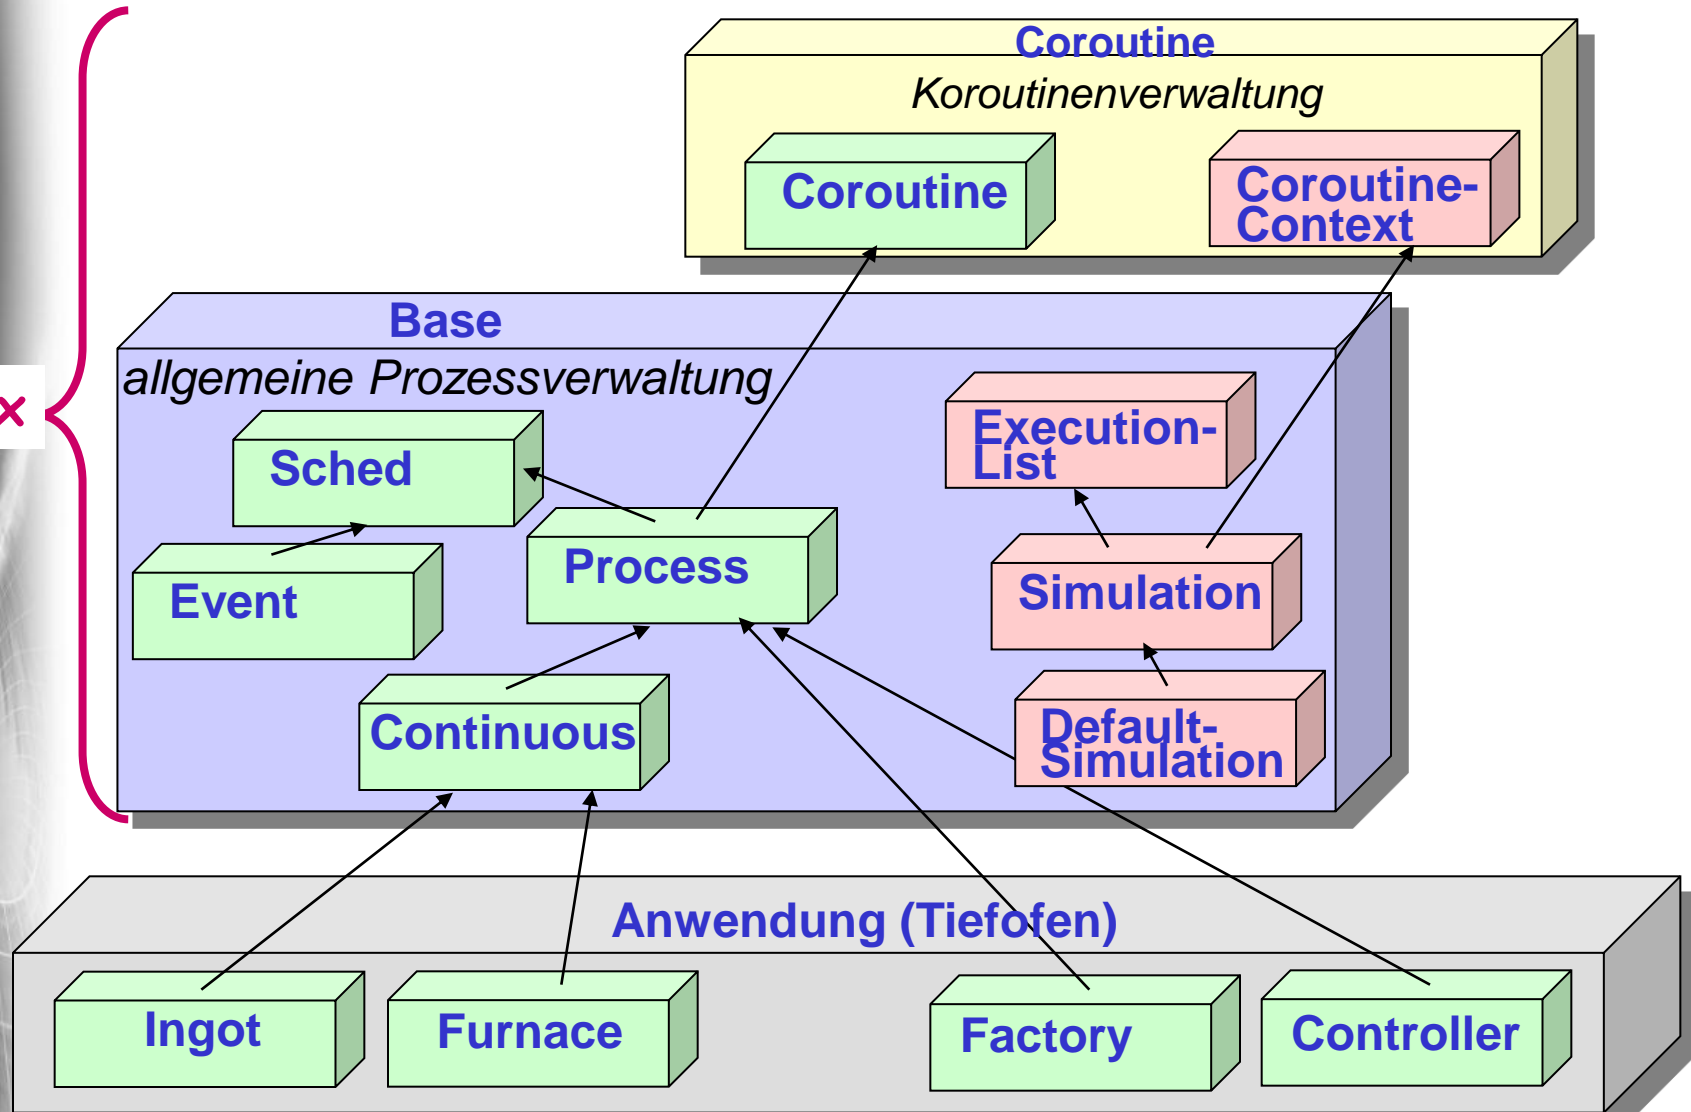 Coroutine
Koroutinenverwaltung
Coroutine
Coroutine-
Context
Base
allgemeine Prozessverwaltung
Execution-
List
Sched
Process
Simulation
Event
Continuous
Default-
Simulation
Anwendung (Tiefofen)
Ingot
Furnace
Factory
Controller